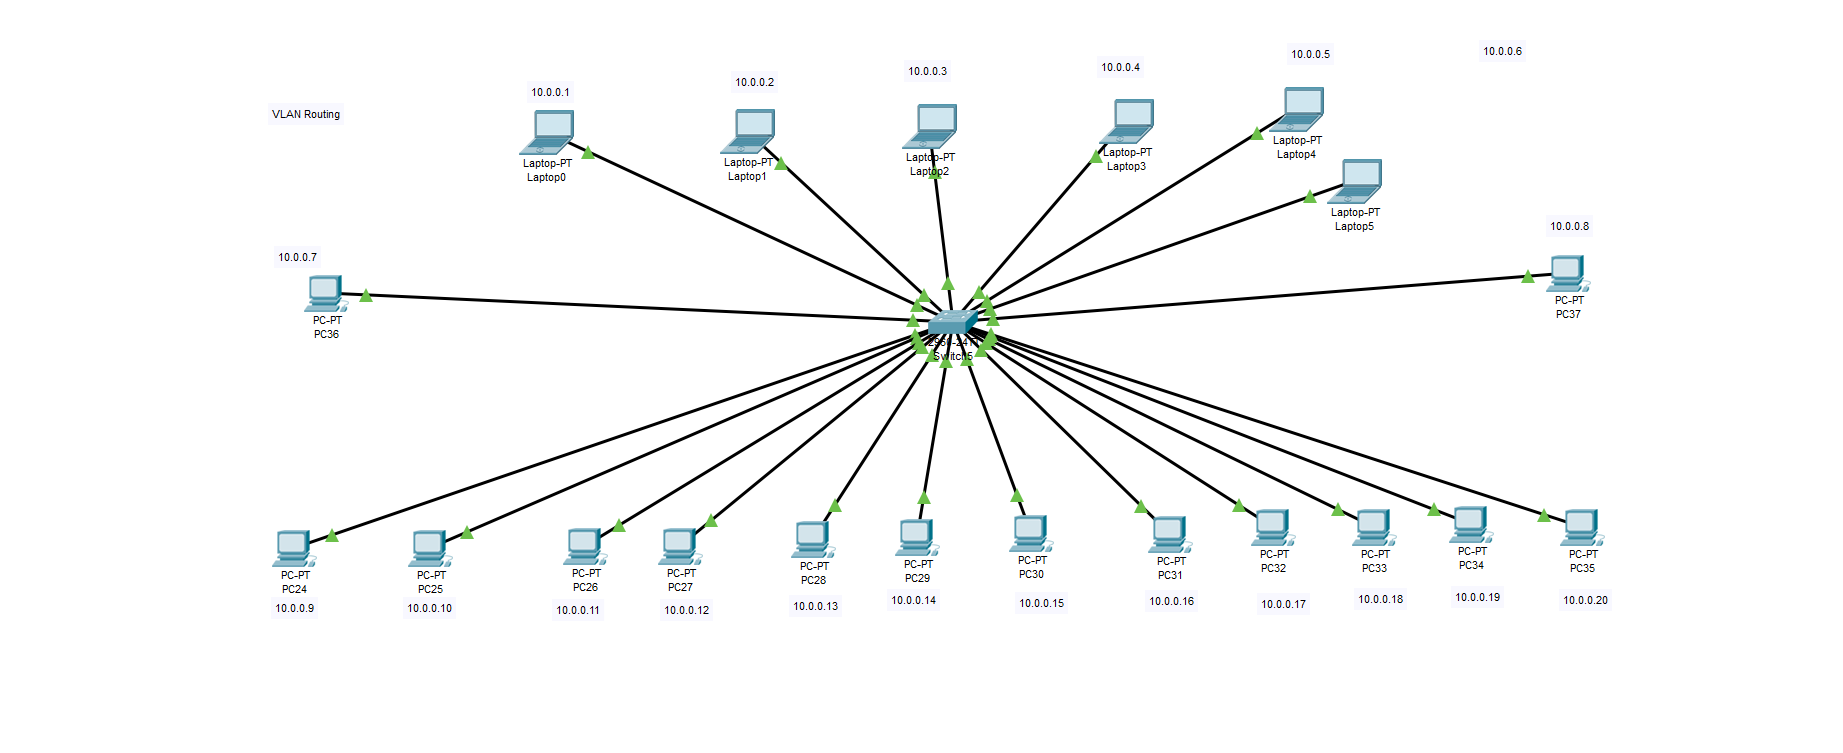 10.0.0.5
10.0.0.6
10.0.0.4
10.0.0.3
10.0.0.2
10.0.0.1
VLAN Routing
Laptop-PT
Laptop0
Laptop-PT
Laptop1
Laptop-PT
Laptop2
Laptop-PT
Laptop3
Laptop-PT
Laptop4
Laptop-PT
Laptop5
10.0.0.7
10.0.0.8
PC-PT
PC36
PC-PT
PC37
Switch5
PC-PT
PC24
10.0.0.9
PC-PT
PC25
10.0.0.10
PC-PT
PC26
10.0.0.11
PC-PT
PC27
10.0.0.12
PC-PT
PC28
10.0.0.13
PC-PT
PC29
10.0.0.14
PC-PT
PC30
10.0.0.15
PC-PT
PC31
10.0.0.16
PC-PT
PC32
10.0.0.17
PC-PT
PC33
10.0.0.18
PC-PT
PC34
10.0.0.19
PC-PT
PC35
10.0.0.20